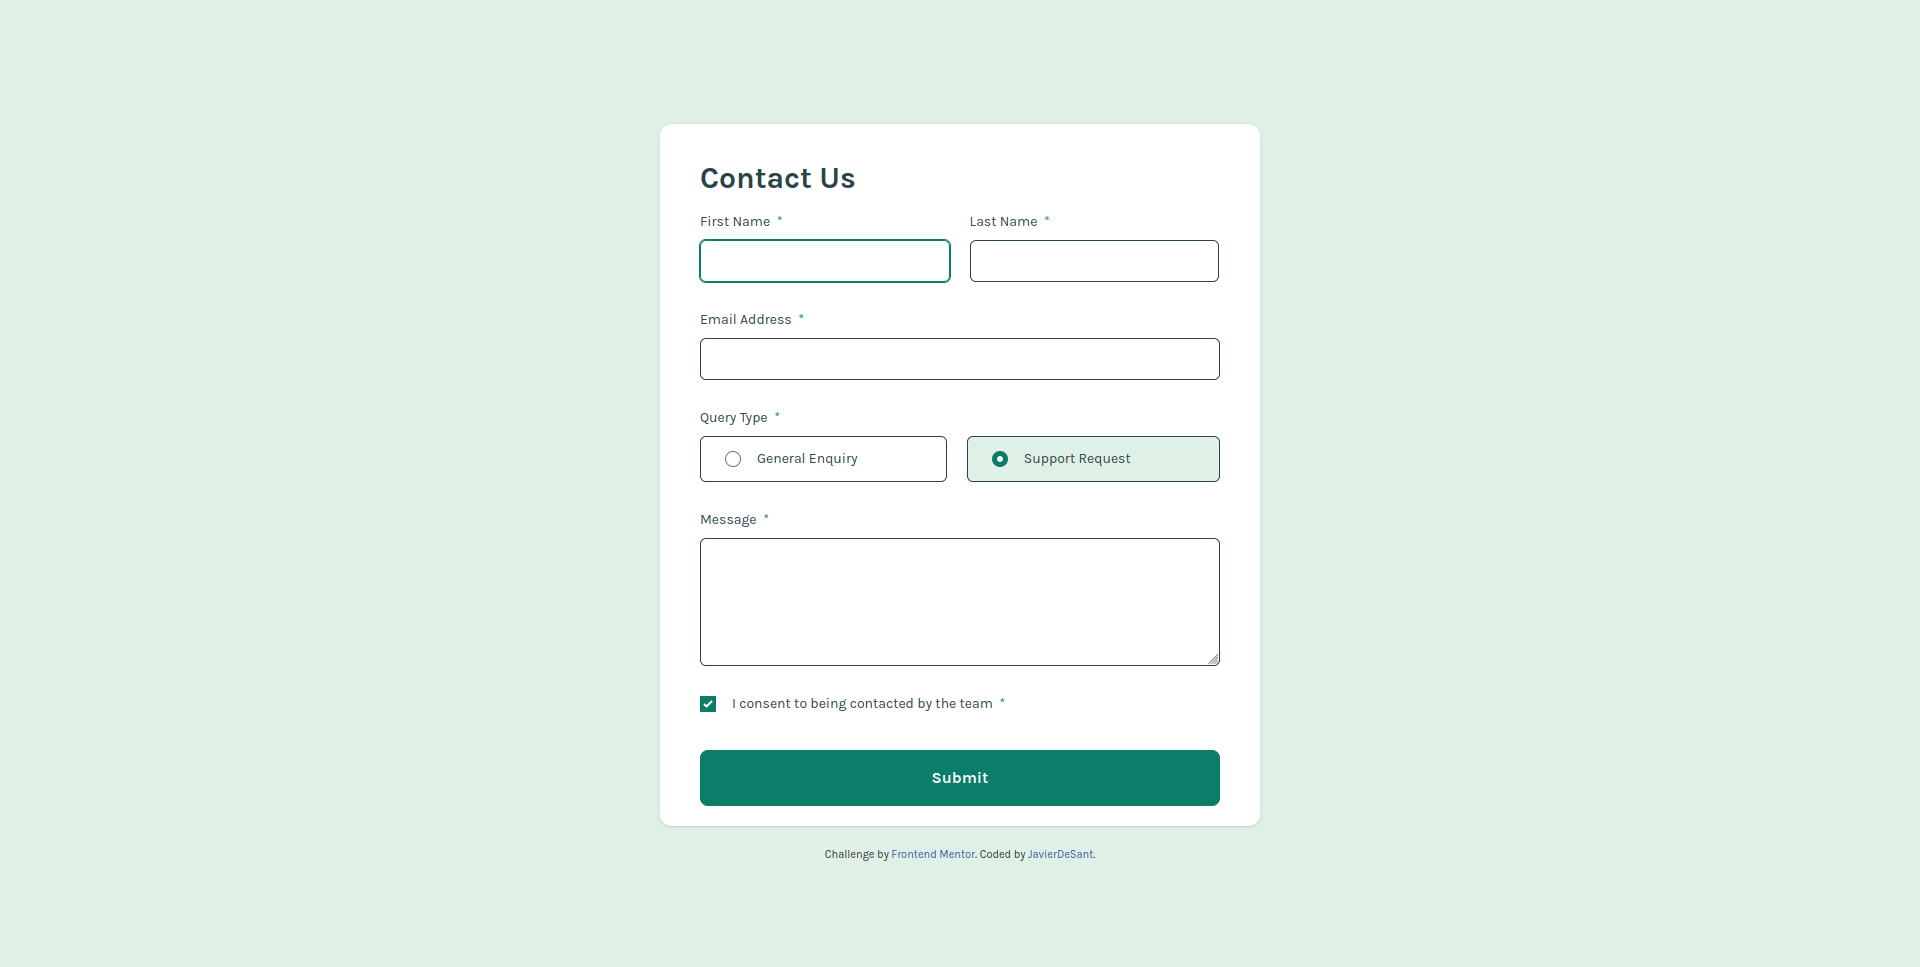 Contact Us
First Name * Last Name *
Email Address *
Query Type *
General Enquiry Support Request
Message *
I consent to being contacted by the team *
Submit
Challenge by Frontend Mentor. Coded by JavierDeSant.